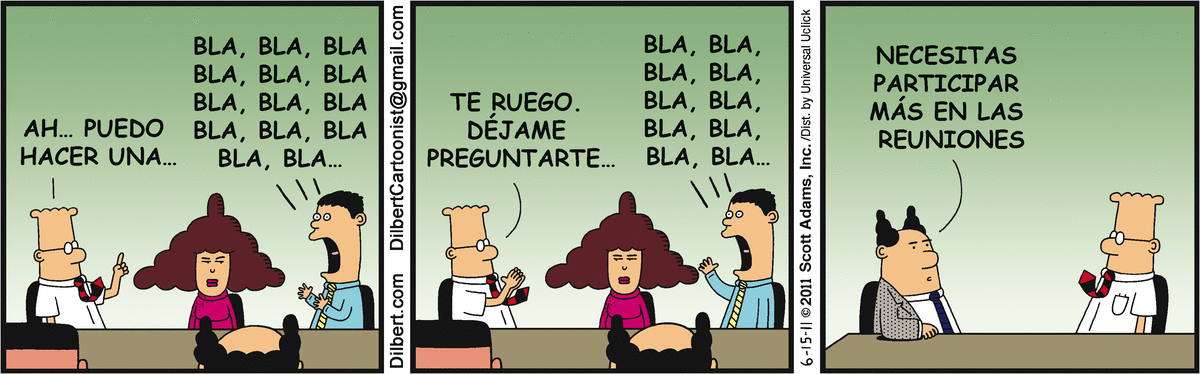 AH... PUEDO
HACER UNA...
BLA, BLA, BLA
BLA, BLA, BLA
BLA, BLA, BLA
BLA, BLA, BLA
BLA, BLA...
Dilbert.com DilbertCartoonist@gmail.com
TE RUEGO.
DÉJAME
PREGUNTARTE...
BLA, BLA,
BLA, BLA,
BLA, BLA,
BLA, BLA,
BLA, BLA...
6-15-11 © 2011 Scott Adams, Inc. /Dist. by Universal Uclick
NECESITAS
PARTICIPAR
MÁS EN LAS
REUNIONES